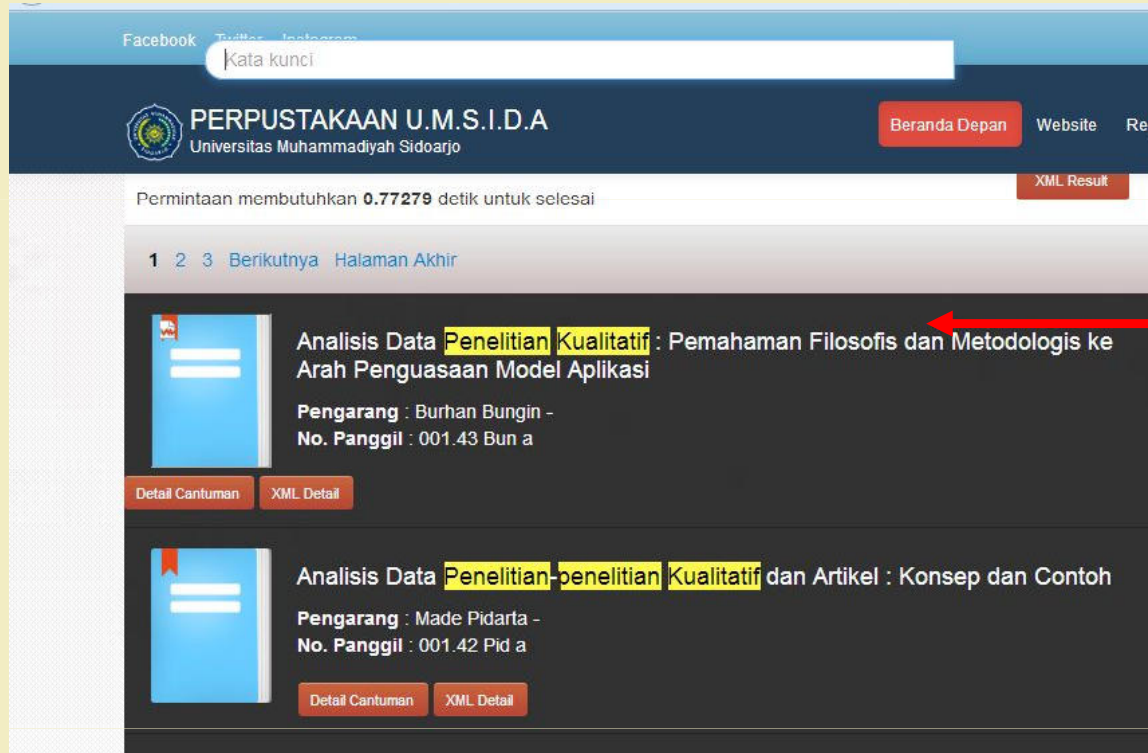 Facebook Twitter Instagram
Kata kunci
PERPUSTAKAAN U.M.S.I.D.A
Universitas Muhammadiyah Sidoarjo
Beranda Depan Website Re
Permintaan membutuhkan 0.77279 detik untuk selesai
XML Result
1 2 3 Berikutnya Halaman Akhir
Analisis Data Penelitian Kualitatif : Pemahaman Filosofis dan Metodologis ke
Arah Penguasaan Model Aplikasi
Pengarang : Burhan Bungin -
No. Panggil : 001.43 Bun a
Detail Cantuman XML Detail
Analisis Data Penelitian-penelitian Kualitatif dan Artikel : Konsep dan Contoh
Pengarang : Made Pidarta -
No. Panggil : 001.42 Pid a
Detail Cantuman XML Detail